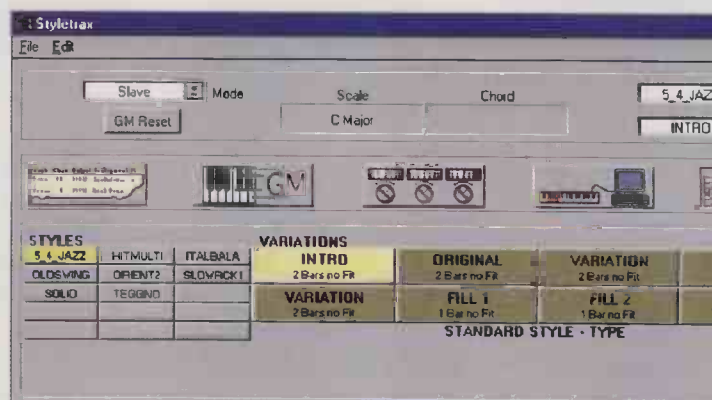 Styletrax
File Edit
Slave Mode Scale Chord 5_4_JAZ
GM Reset C Major INTRO
GM
STYLES VARIATIONS
5_4_JAZZ HITMULTI ITALBALA INTRO ORIGINAL VARIATION
2 Bars no Fit 2 Bars no Fit 2 Bars no Fit
OLDSWING ORIENT2 SLOWRCK1
SOLIO TEGGINO VARIATION FILL 1 FILL 2
2 Bars no Fit 1 Bar no Fit 1 Bar no Fit
STANDARD STYLE - TYPE